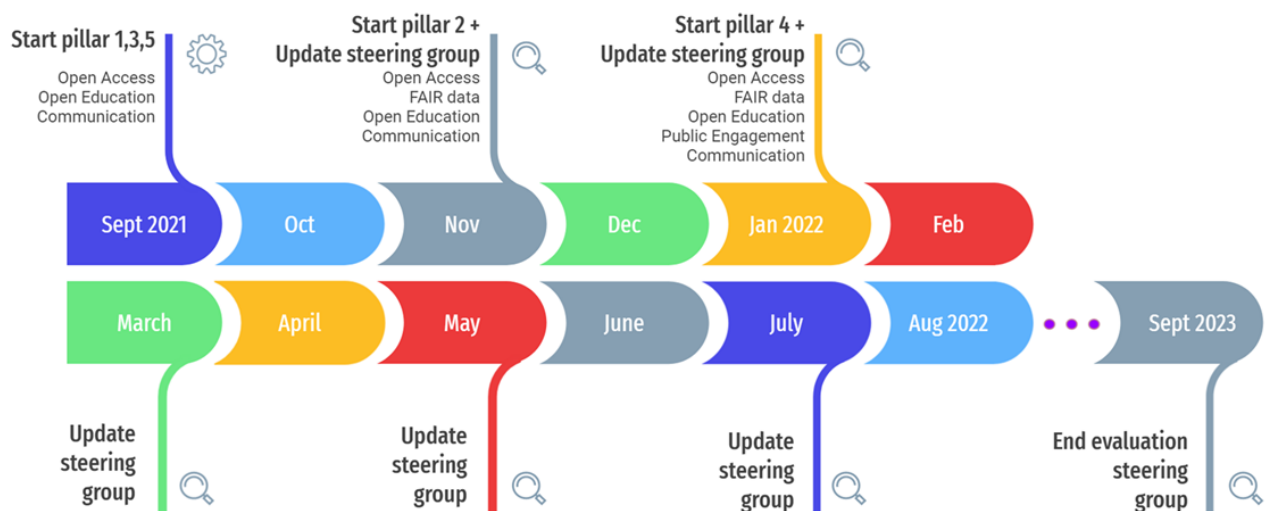 Start pillar 1,3,5
Open Access
Open Education
Communication
Start pillar 2 +
Update steering group
Open Access
FAIR data
Open Education
Communication
Start pillar 4 +
Update steering group
Open Access
FAIR data
Open Education
Public Engagement
Communication
Sept 2021
Oct
Nov
Dec
Jan 2022
Feb
March
April
May
June
July
Aug 2022
Sept 2023
Update
steering
group
Update
steering
group
Update
steering
group
End evaluation
steering
group